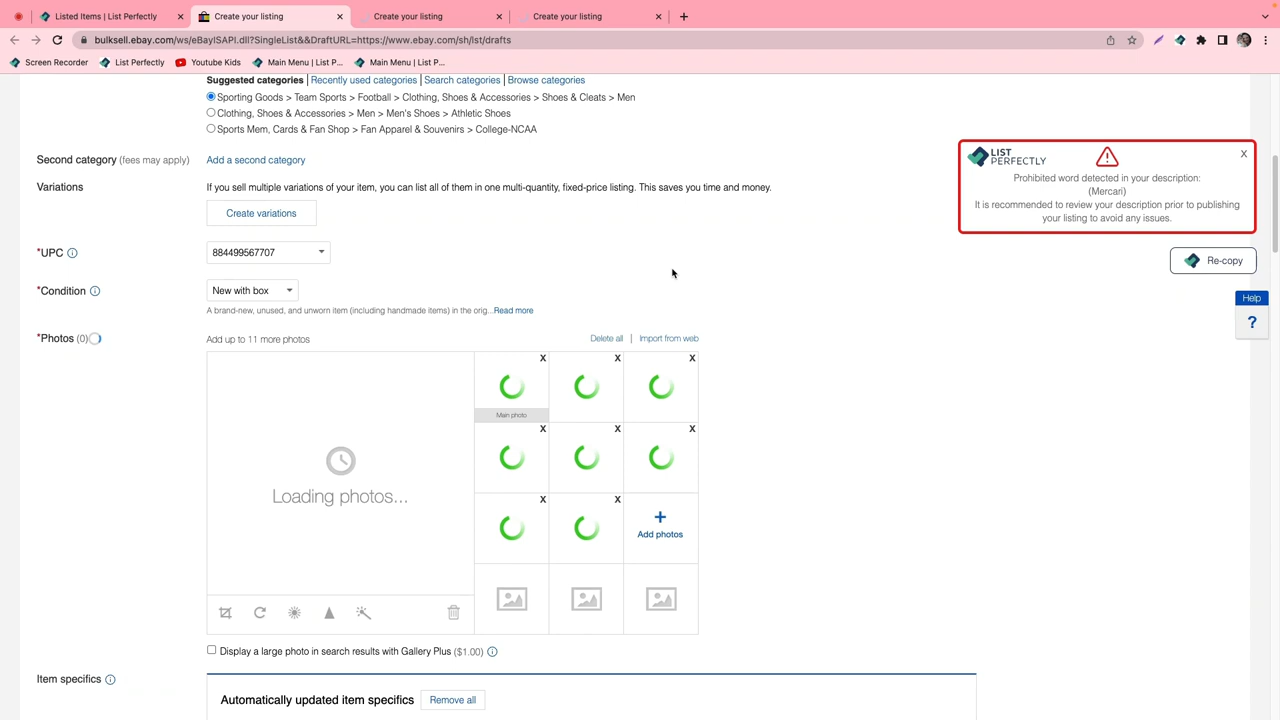 Listed Items | List Perfectly
Create your listing
Create your listing
Create your listing
bulksell.ebay.com/ws/eBayISAPI.dll?SingleList&&DraftURL=https://www.ebay.com/sh/lst/drafts
Screen Recorder
List Perfectly
Youtube Kids
Main Menu | List P...
Main Menu | List P...
Suggested categories | Recently used categories | Search categories | Browse categories
Sporting Goods > Team Sports > Football > Clothing, Shoes & Accessories > Shoes & Cleats > Men
Clothing, Shoes & Accessories > Men > Men's Shoes > Athletic Shoes
Sports Mem, Cards & Fan Shop > Fan Apparel & Souvenirs > College-NCAA
Second category (fees may apply)
Add a second category
Variations
If you sell multiple variations of your item, you can list all of them in one multi-quantity, fixed-price listing. This saves you time and money.
Create variations
LIST
PERFECTLY
X
Prohibited word detected in your description:
(Mercari)
It is recommended to review your description prior to publishing
your listing to avoid any issues.
Re-copy
Help
?
*UPC
884499567707
*Condition
New with box
A brand-new, unused, and unworn item (including handmade items) in the orig...Read more
*Photos (0)
Add up to 11 more photos
Delete all | Import from web
X X X
Main photo
X X X
X X
Loading photos...
+
Add photos
Display a large photo in search results with Gallery Plus ($1.00)
Item specifics
Automatically updated item specifics
Remove all